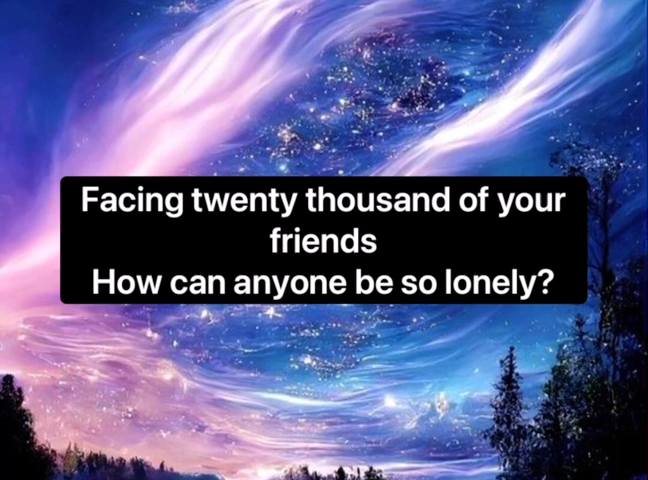 Facing twenty thousand of your
friends
How can anyone be so lonely?